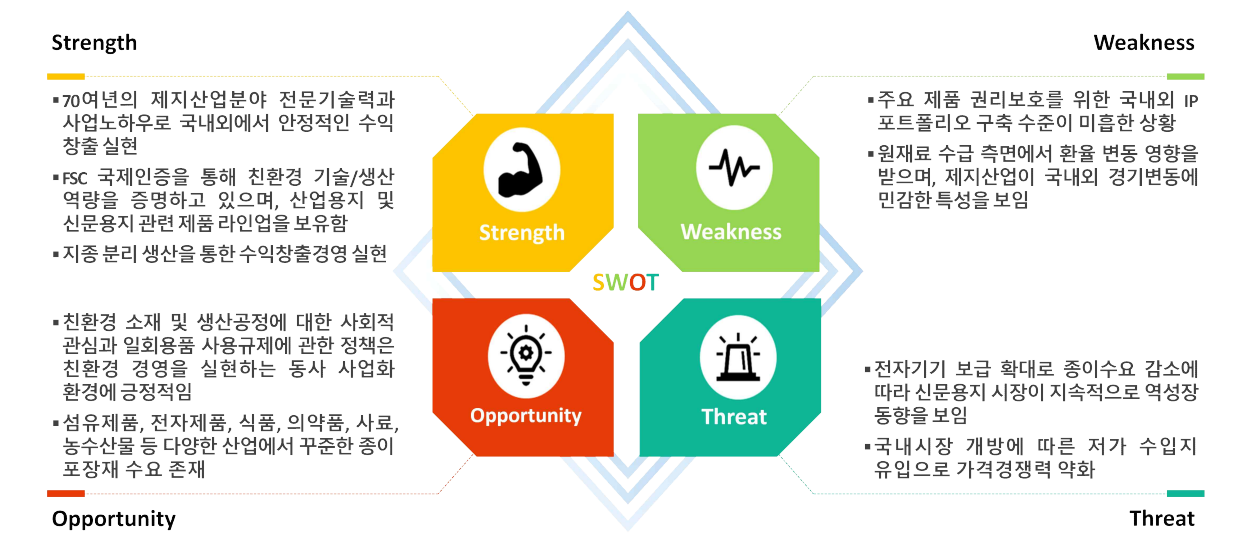 Strength
▪70여년의 제지산업분야 전문기술력과
사업노하우로 국내외에서 안정적인 수익
창출 실현
▪FSC 국제인증을 통해 친환경 기술/생산
역량을 증명하고 있으며, 산업용지 및
신문용지 관련 제품 라인업을 보유함
▪지종 분리 생산을 통한 수익창출경영 실현
Weakness
▪주요 제품 권리보호를 위한 국내외 IP
포트폴리오 구축 수준이 미흡한 상황
▪원재료 수급 측면에서 환율 변동 영향을
받으며, 제지산업이 국내외 경기변동에
민감한 특성을 보임
Strength
Weakness
SWOT
Opportunity
Threat
▪친환경 소재 및 생산공정에 대한 사회적
관심과 일회용품 사용규제에 관한 정책은
친환경 경영을 실현하는 동사 사업화
환경에 긍정적임
▪섬유제품, 전자제품, 식품, 의약품, 사료,
농수산물 등 다양한 산업에서 꾸준한 종이
포장재 수요 존재
Opportunity
▪전자기기 보급 확대로 종이수요 감소에
따라 신문용지 시장이 지속적으로 역성장
동향을 보임
▪국내시장 개방에 따른 저가 수입지
유입으로 가격경쟁력 약화
Threat